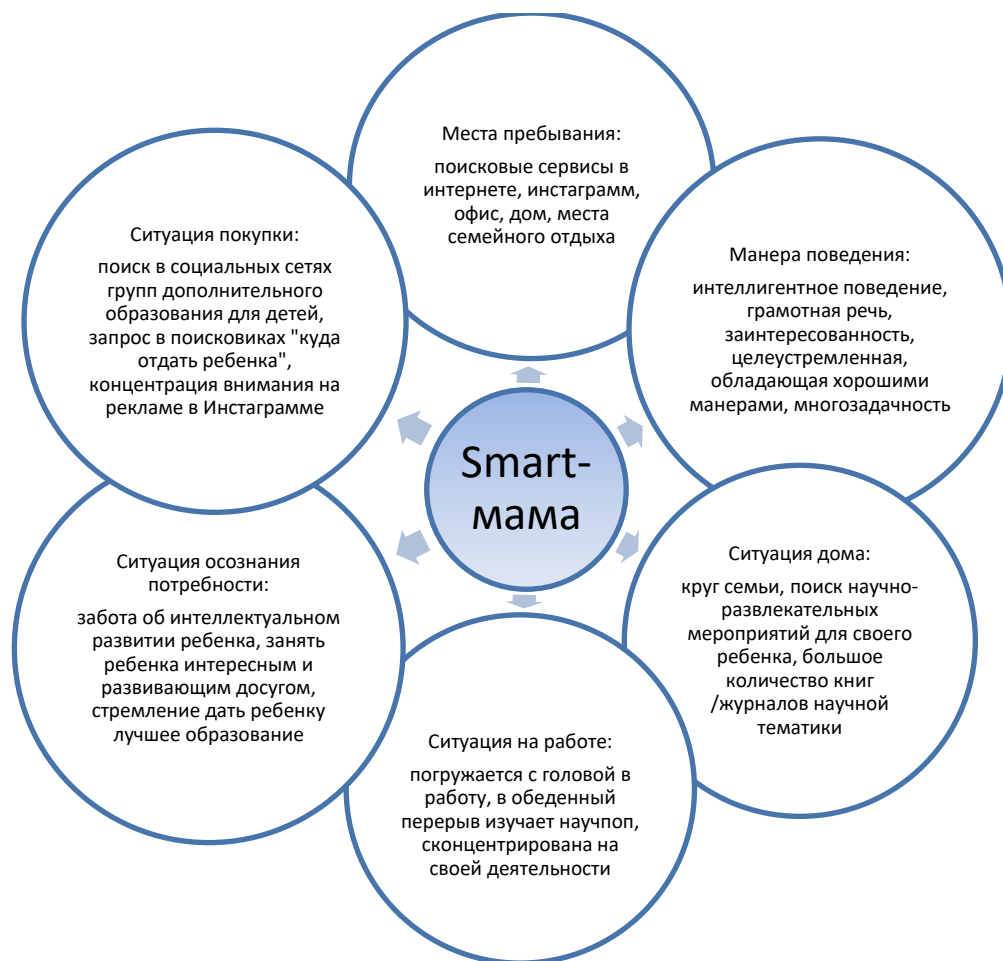 Места пребывания:
поисковые сервисы в
интернете, инстаграмм,
офис, дом, места
семейного отдыха
Манера поведения:
интеллигентное поведение,
грамотная речь,
заинтересованность,
целеустремленная,
обладающая хорошими
манерами, многозадачность
Ситуация дома:
круг семьи, поиск научно-
развлекательных
мероприятий для своего
ребенка, большое
количество книг
/журналов научной
тематики
Ситуация на работе:
погружается с головой в
работу, в обеденный
перерыв изучает научпоп,
сконцентрирована на
своей деятельности
Ситуация осознания
потребности:
забота об интеллектуальном
развитии ребенка, занять
ребенка интересным и
развивающим досугом,
стремление дать ребенку
лучшее образование
Ситуация покупки:
поиск в социальных сетях
групп дополнительного
образования для детей,
запрос в поисковиках "куда
отдать ребенка",
концентрация внимания на
рекламе в Инстаграмме
Smart-
мама